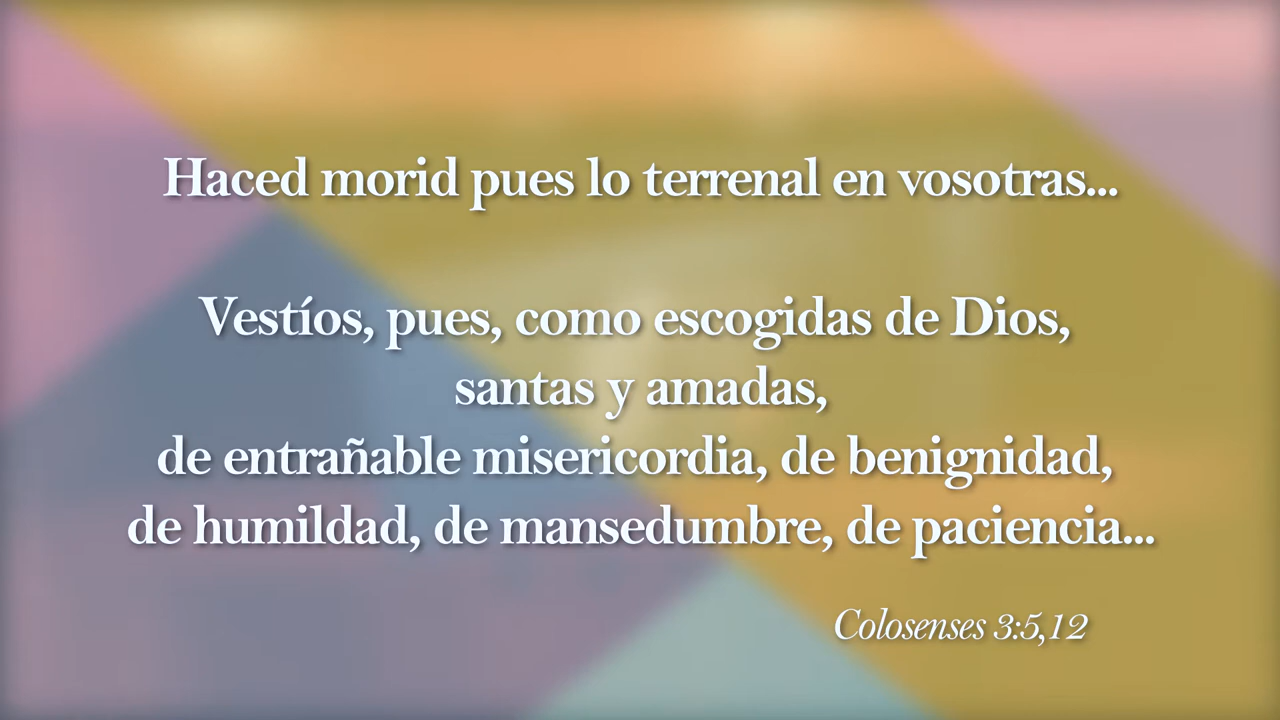 Haced morid pues lo terrenal en vosotras...
Vestíos, pues, como escogidas de Dios,
santas y amadas,
de entrañable misericordia, de benignidad,
de humildad, de mansedumbre, de paciencia...
Colosenses 3:5,12